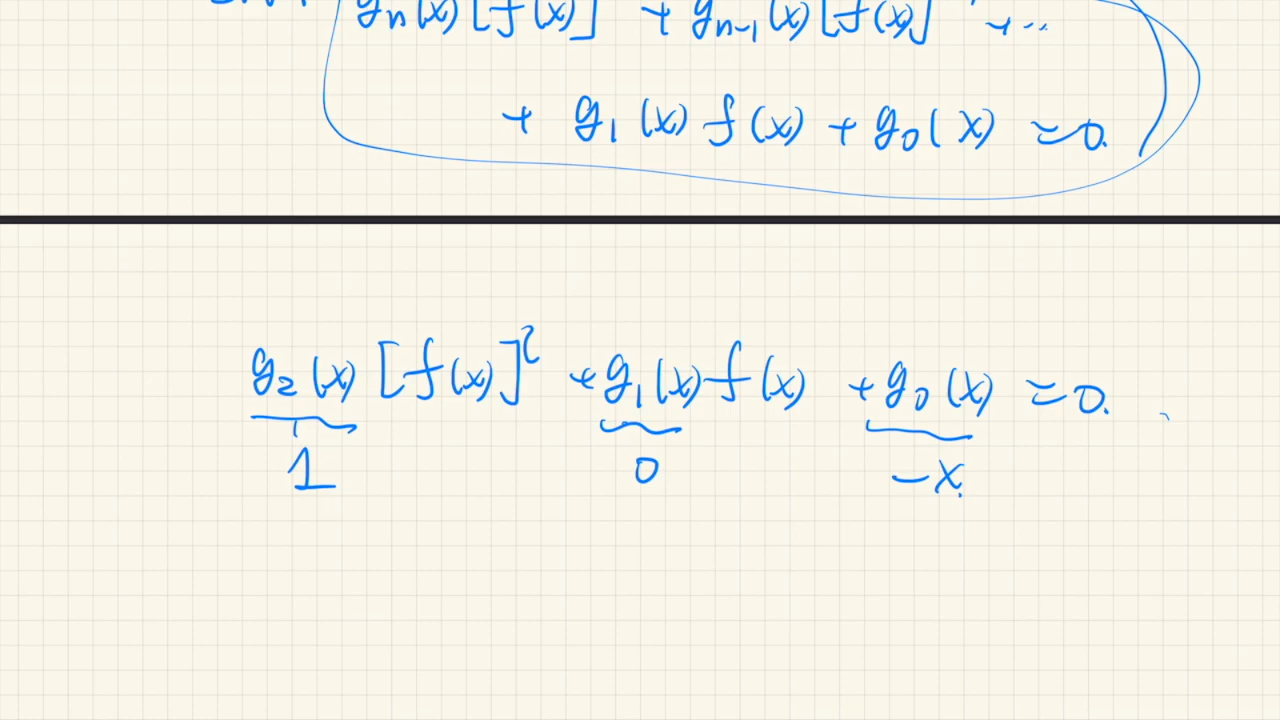 gₙ(x)[f(x)] + gₙ₋₁(x)[f(x)] + ...
+ g₁(x) f(x) + g₀(x) = 0.
g₂(x) [f(x)]² + g₁(x) f(x) + g₀(x) = 0.
1 0 -x.